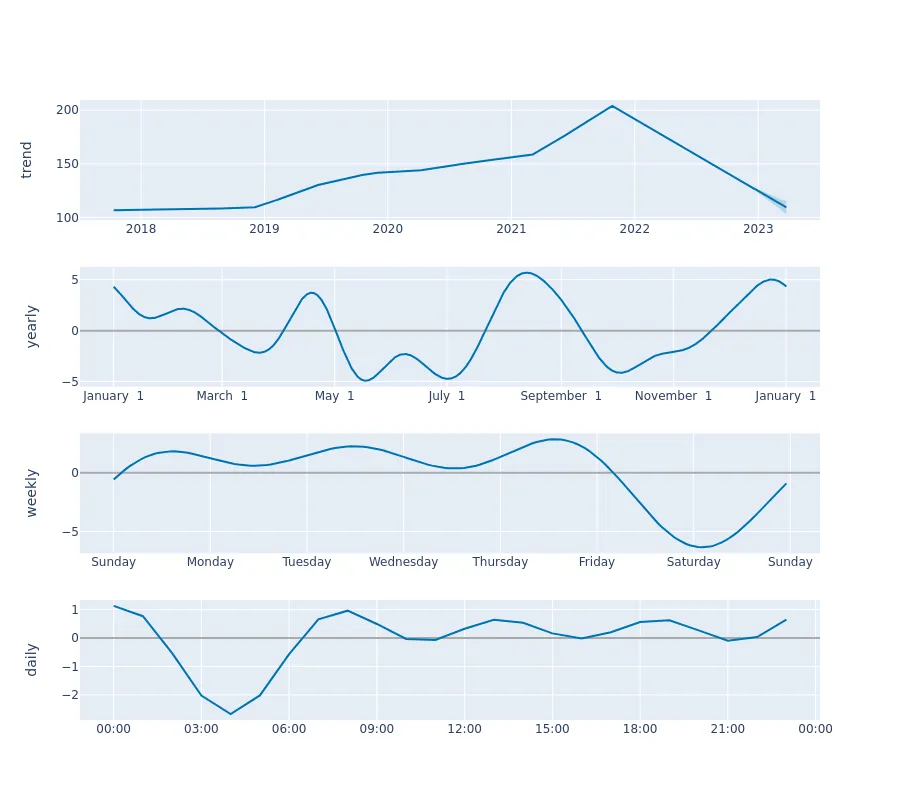 trend
200
150
100
2018 2019 2020 2021 2022 2023
yearly
5
0
−5
January 1 March 1 May 1 July 1 September 1 November 1 January 1
weekly
0
−5
Sunday Monday Tuesday Wednesday Thursday Friday Saturday Sunday
daily
1
0
−1
−2
00:00 03:00 06:00 09:00 12:00 15:00 18:00 21:00 00:00